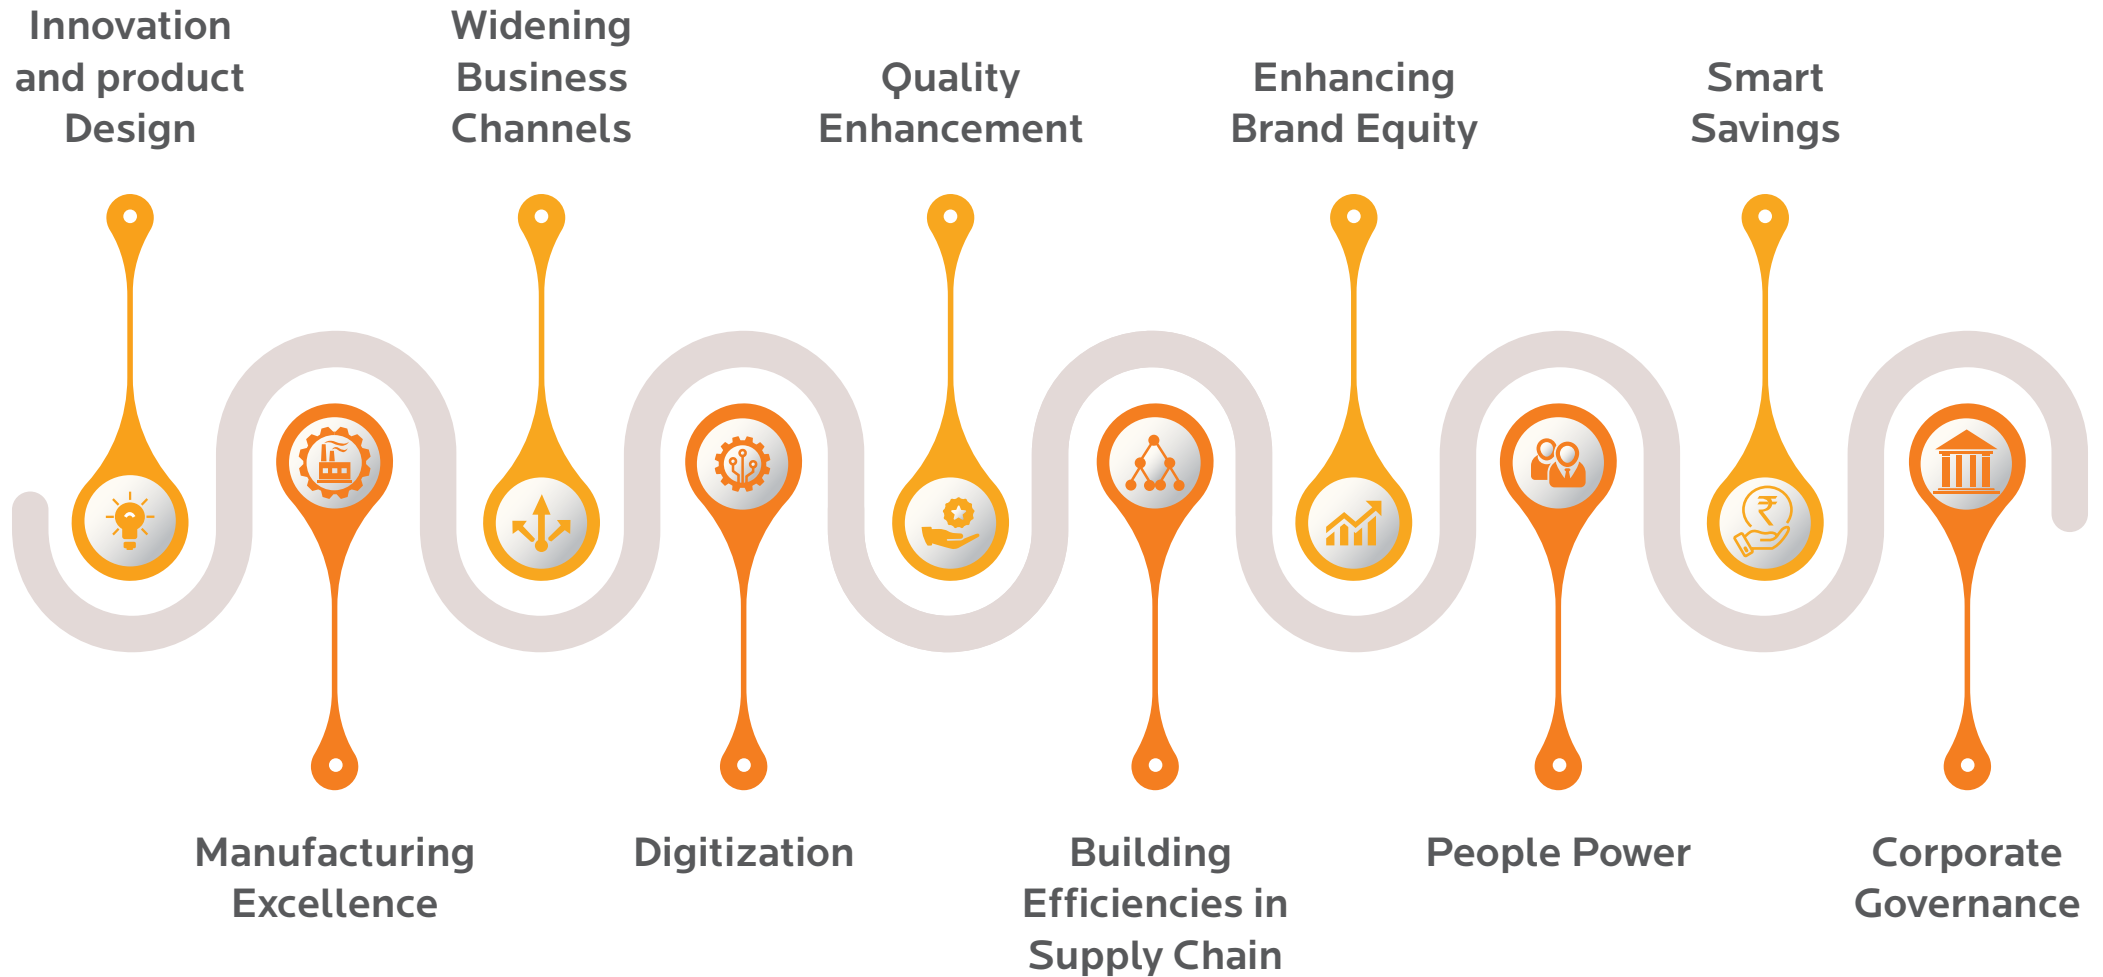 Innovation
and product
Design
Widening
Business
Channels
Quality
Enhancement
Enhancing
Brand Equity
Smart
Savings
₹
Manufacturing
Excellence
Digitization
Building
Efficiencies in
Supply Chain
People Power
Corporate
Governance